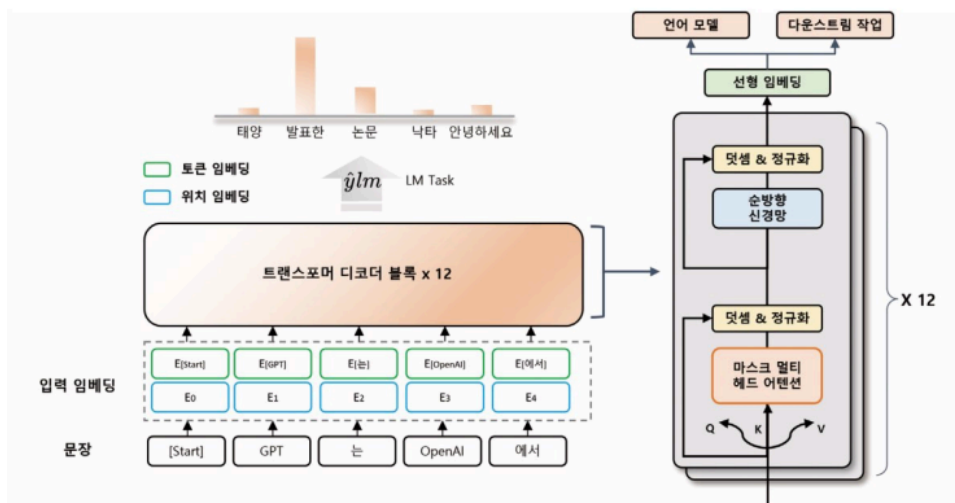 언어 모델
다운스트림 작업
선형 임베딩
태양 발표한 논문 낙타 안녕하세요
토큰 임베딩
위치 임베딩
ŷlm
LM Task
덧셈 & 정규화
순방향
신경망
트랜스포머 디코더 블록 x 12
X 12
덧셈 & 정규화
마스크 멀티
헤드 어텐션
Q K V
입력 임베딩
E[Start] E[GPT] E[는] E[OpenAI] E[에서]
E0 E1 E2 E3 E4
문장
[Start] GPT 는 OpenAI 에서